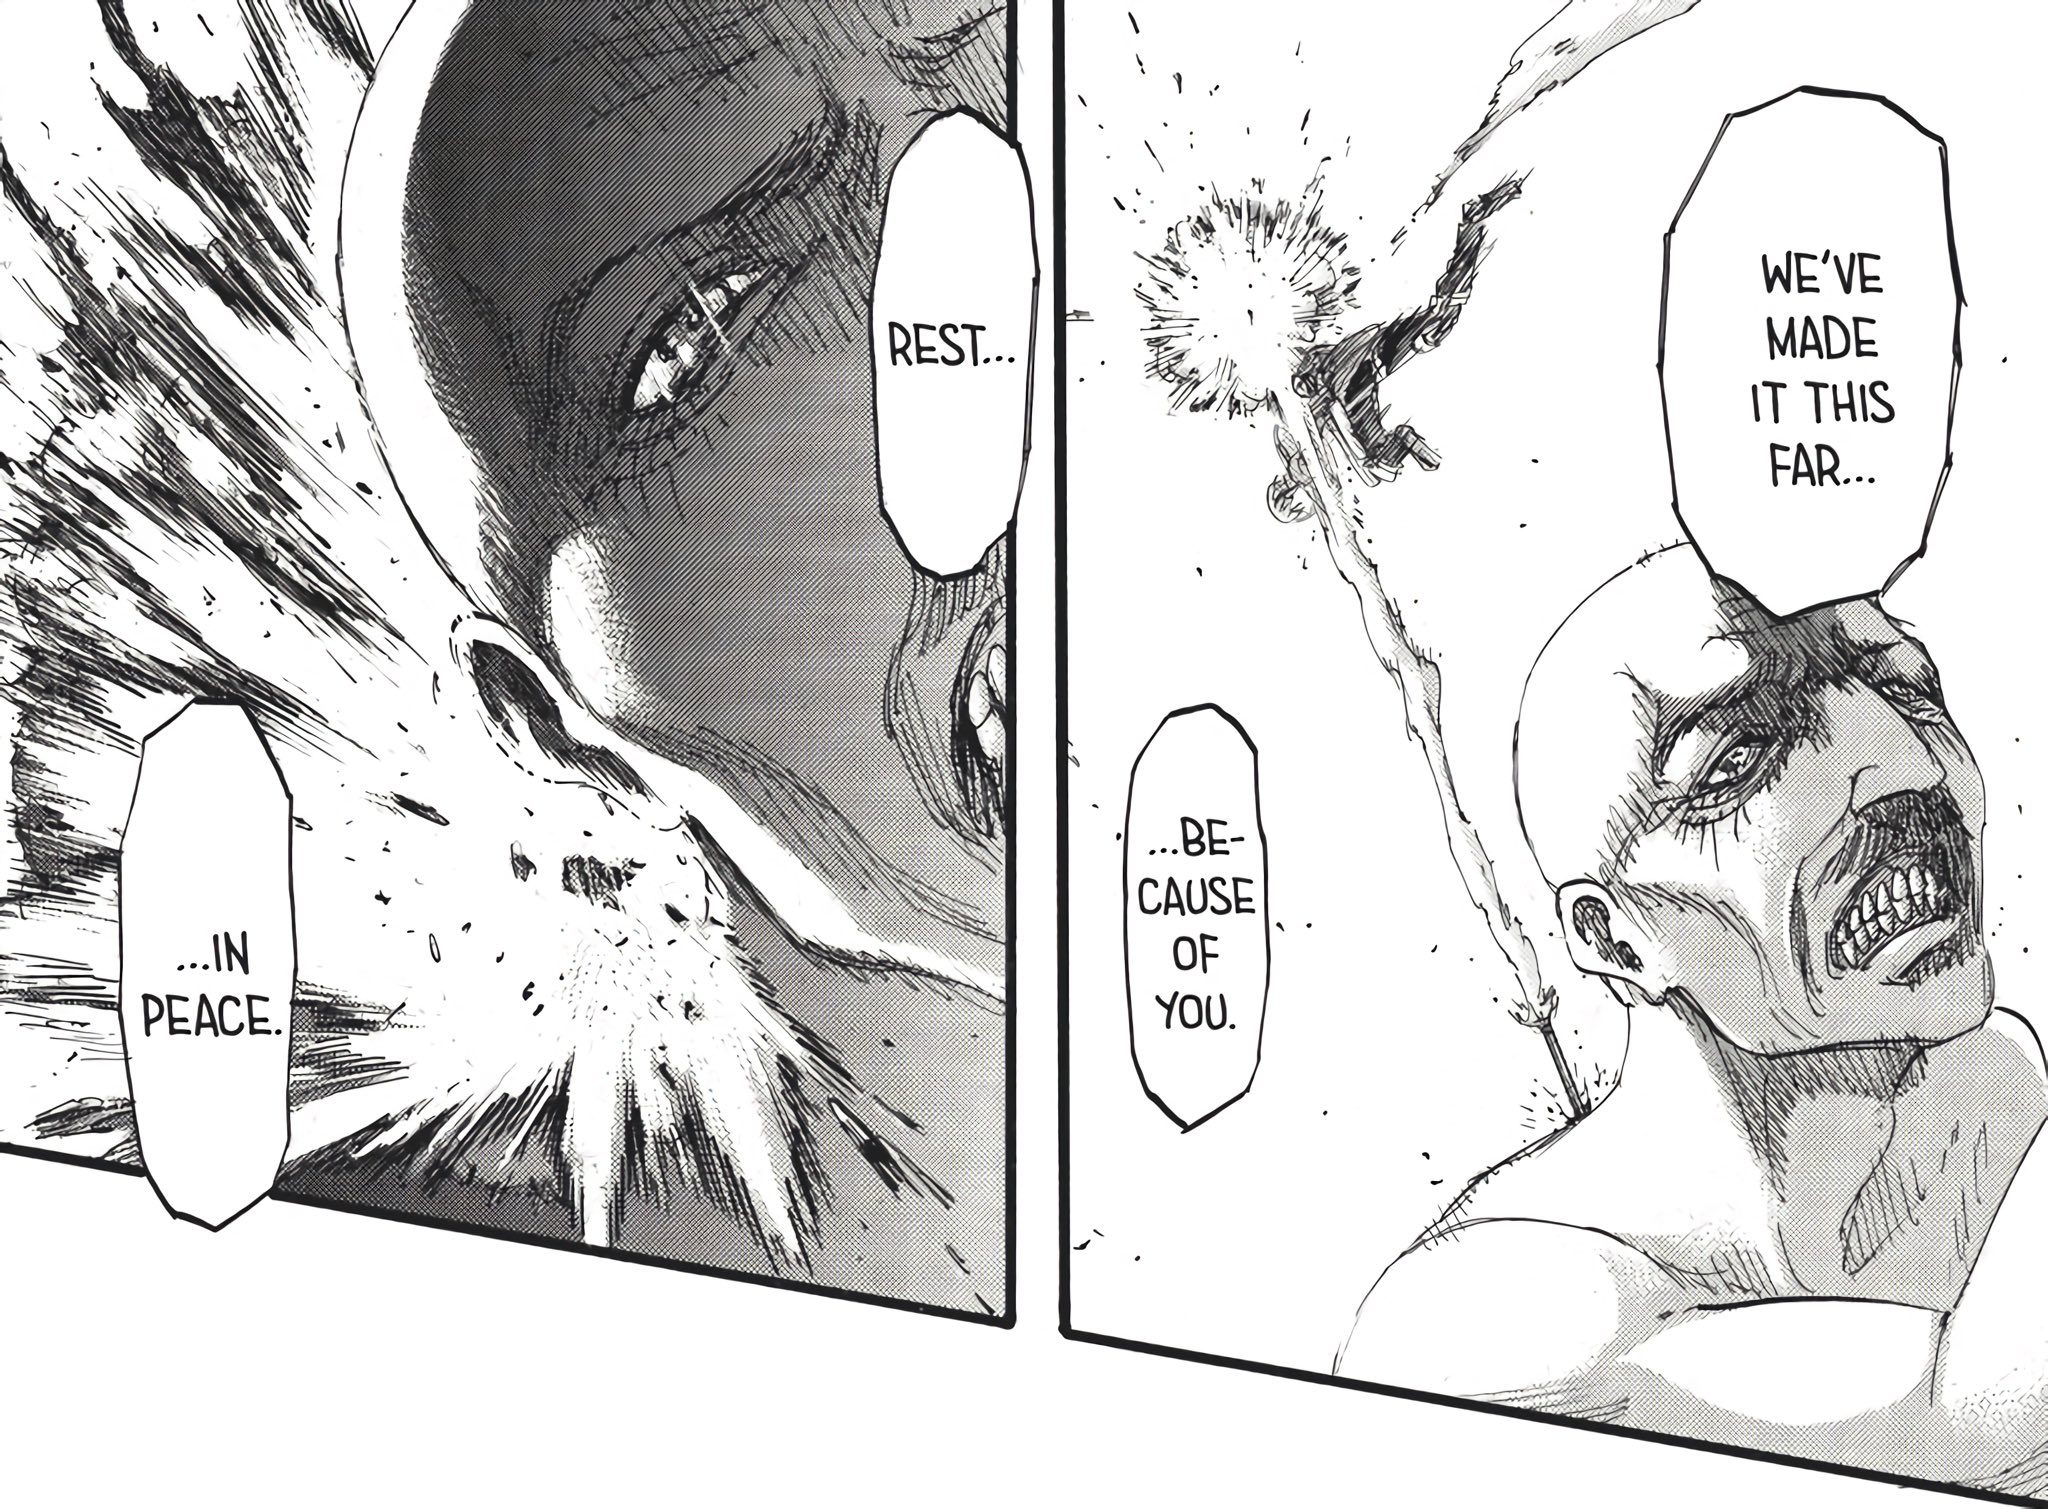 WE'VE
MADE
IT THIS
FAR...
...BE-
CAUSE
OF
YOU.
REST...
...IN
PEACE.